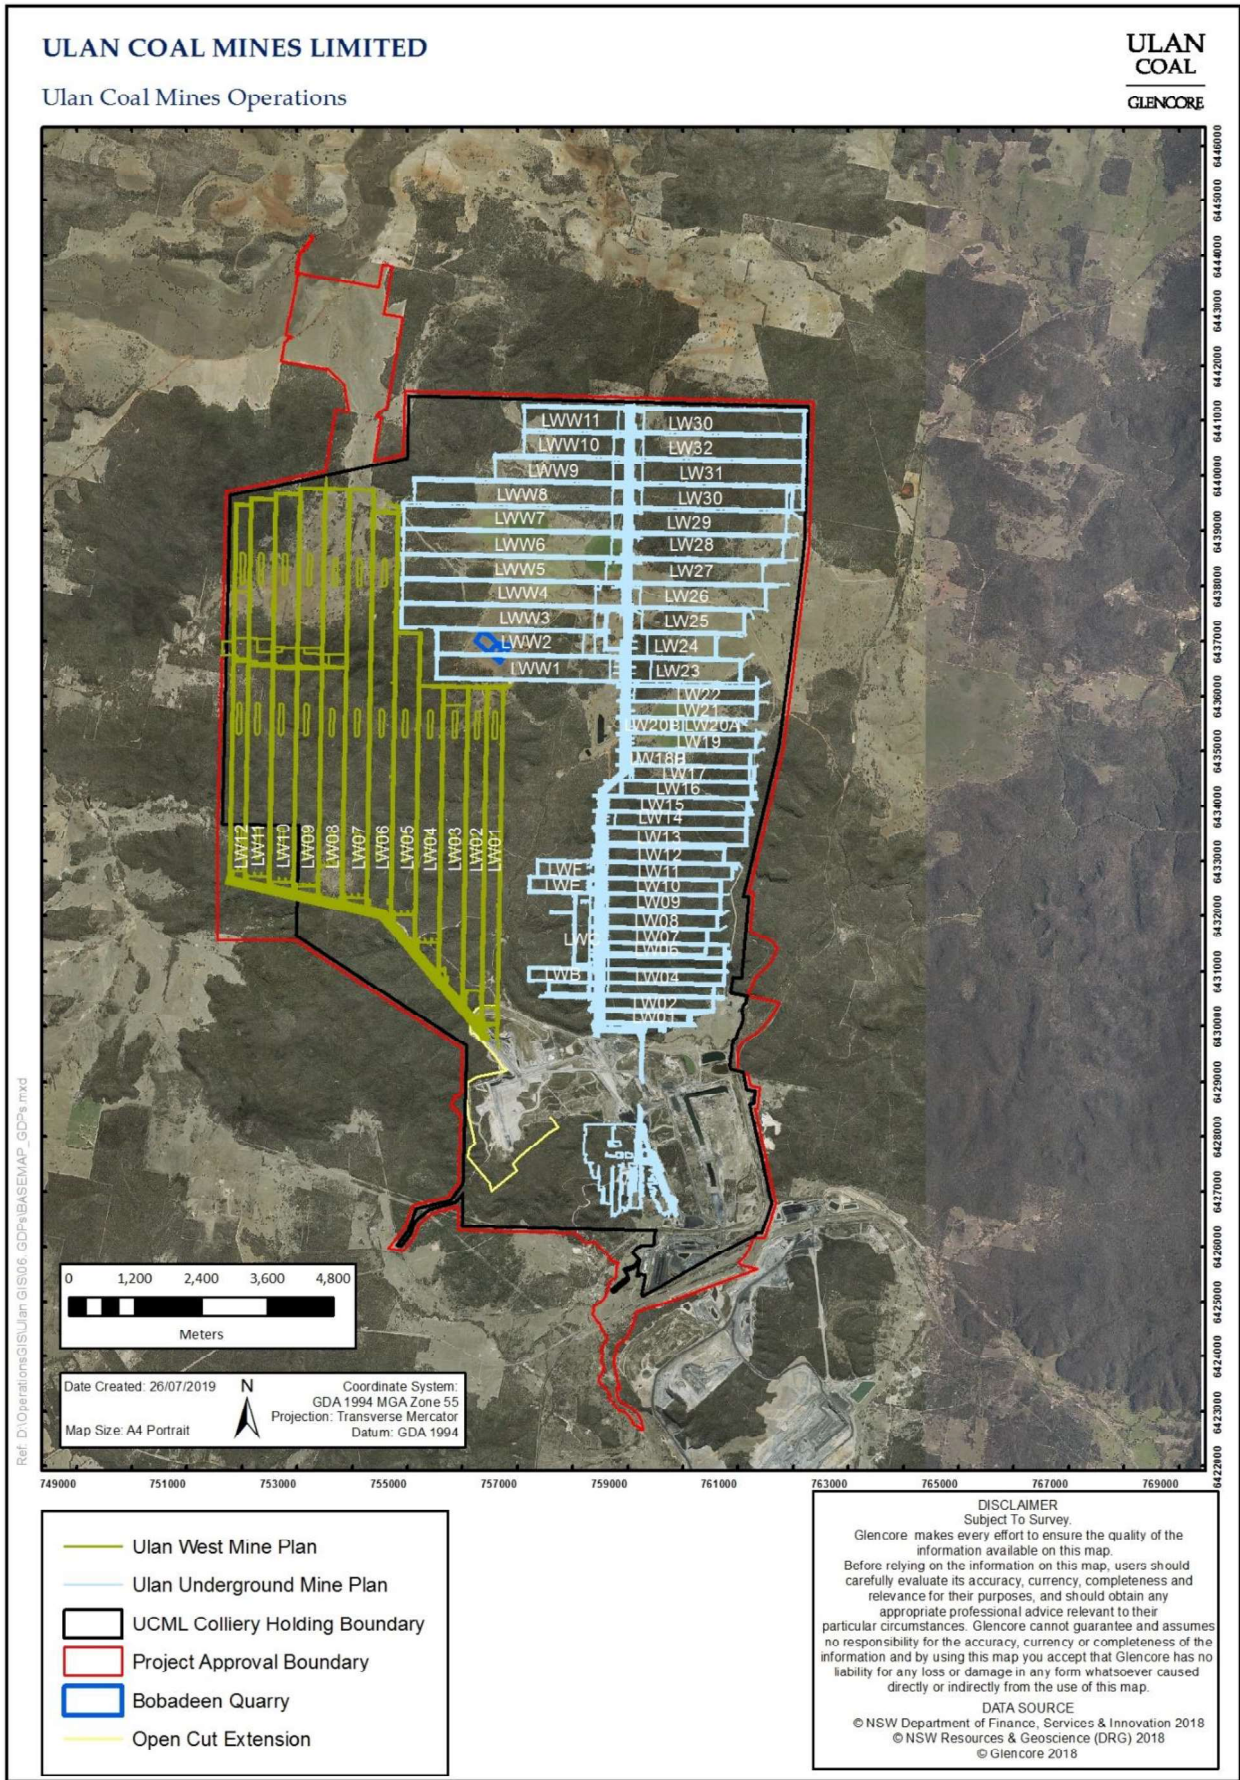 ULAN COAL MINES LIMITED
Ulan Coal Mines Operations
ULAN
COAL
GLENCORE
6446000
6445000
6444000
6443000
6442000
6441000
6440000
6439000
6438000
6437000
6436000
6435000
6434000
6433000
6432000
6431000
6430000
6429000
6428000
6427000
6426000
6425000
6424000
6423000
6422000
LWW11
LW30
LWW10
LW32
LWW9
LW31
LWW8
LW30
LWW7
LW29
LWW6
LW28
LWW5
LW27
LWW4
LW26
LWW3
LW25
LWW2
LW24
LWW1
LW23
LW22
LW21
LW20B LW20A
LW19
LW18B
LW17
LW16
LW15
LW14
LW13
LW12
LW11
LW10
LW09
LW08
LW07
LW06
LW04
LW02
LW01
LWF
LWE
LWC
LWB
LW12
LW11
LW10
LW09
LW08
LW07
LW06
LW05
LW04
LW03
LW02
LW01
0 1,200 2,400 3,600 4,800
Meters
Date Created: 26/07/2019
N
Map Size: A4 Portrait
Coordinate System:
GDA 1994 MGA Zone 55
Projection: Transverse Mercator
Datum: GDA 1994
749000 751000 753000 755000 757000 759000 761000 763000 765000 767000 769000
Ref: D:\OperationsGIS\Ulan GIS\06. GDPs\BASEMAP_GDPs.mxd
Ulan West Mine Plan
Ulan Underground Mine Plan
UCML Colliery Holding Boundary
Project Approval Boundary
Bobadeen Quarry
Open Cut Extension
DISCLAIMER
Subject To Survey.
Glencore makes every effort to ensure the quality of the
information available on this map.
Before relying on the information on this map, users should
carefully evaluate its accuracy, currency, completeness and
relevance for their purposes, and should obtain any
appropriate professional advice relevant to their
particular circumstances. Glencore cannot guarantee and assumes
no responsibility for the accuracy, currency or completeness of the
information and by using this map you accept that Glencore has no
liability for any loss or damage in any form whatsoever caused
directly or indirectly from the use of this map.
DATA SOURCE
© NSW Department of Finance, Services & Innovation 2018
© NSW Resources & Geoscience (DRG) 2018
© Glencore 2018